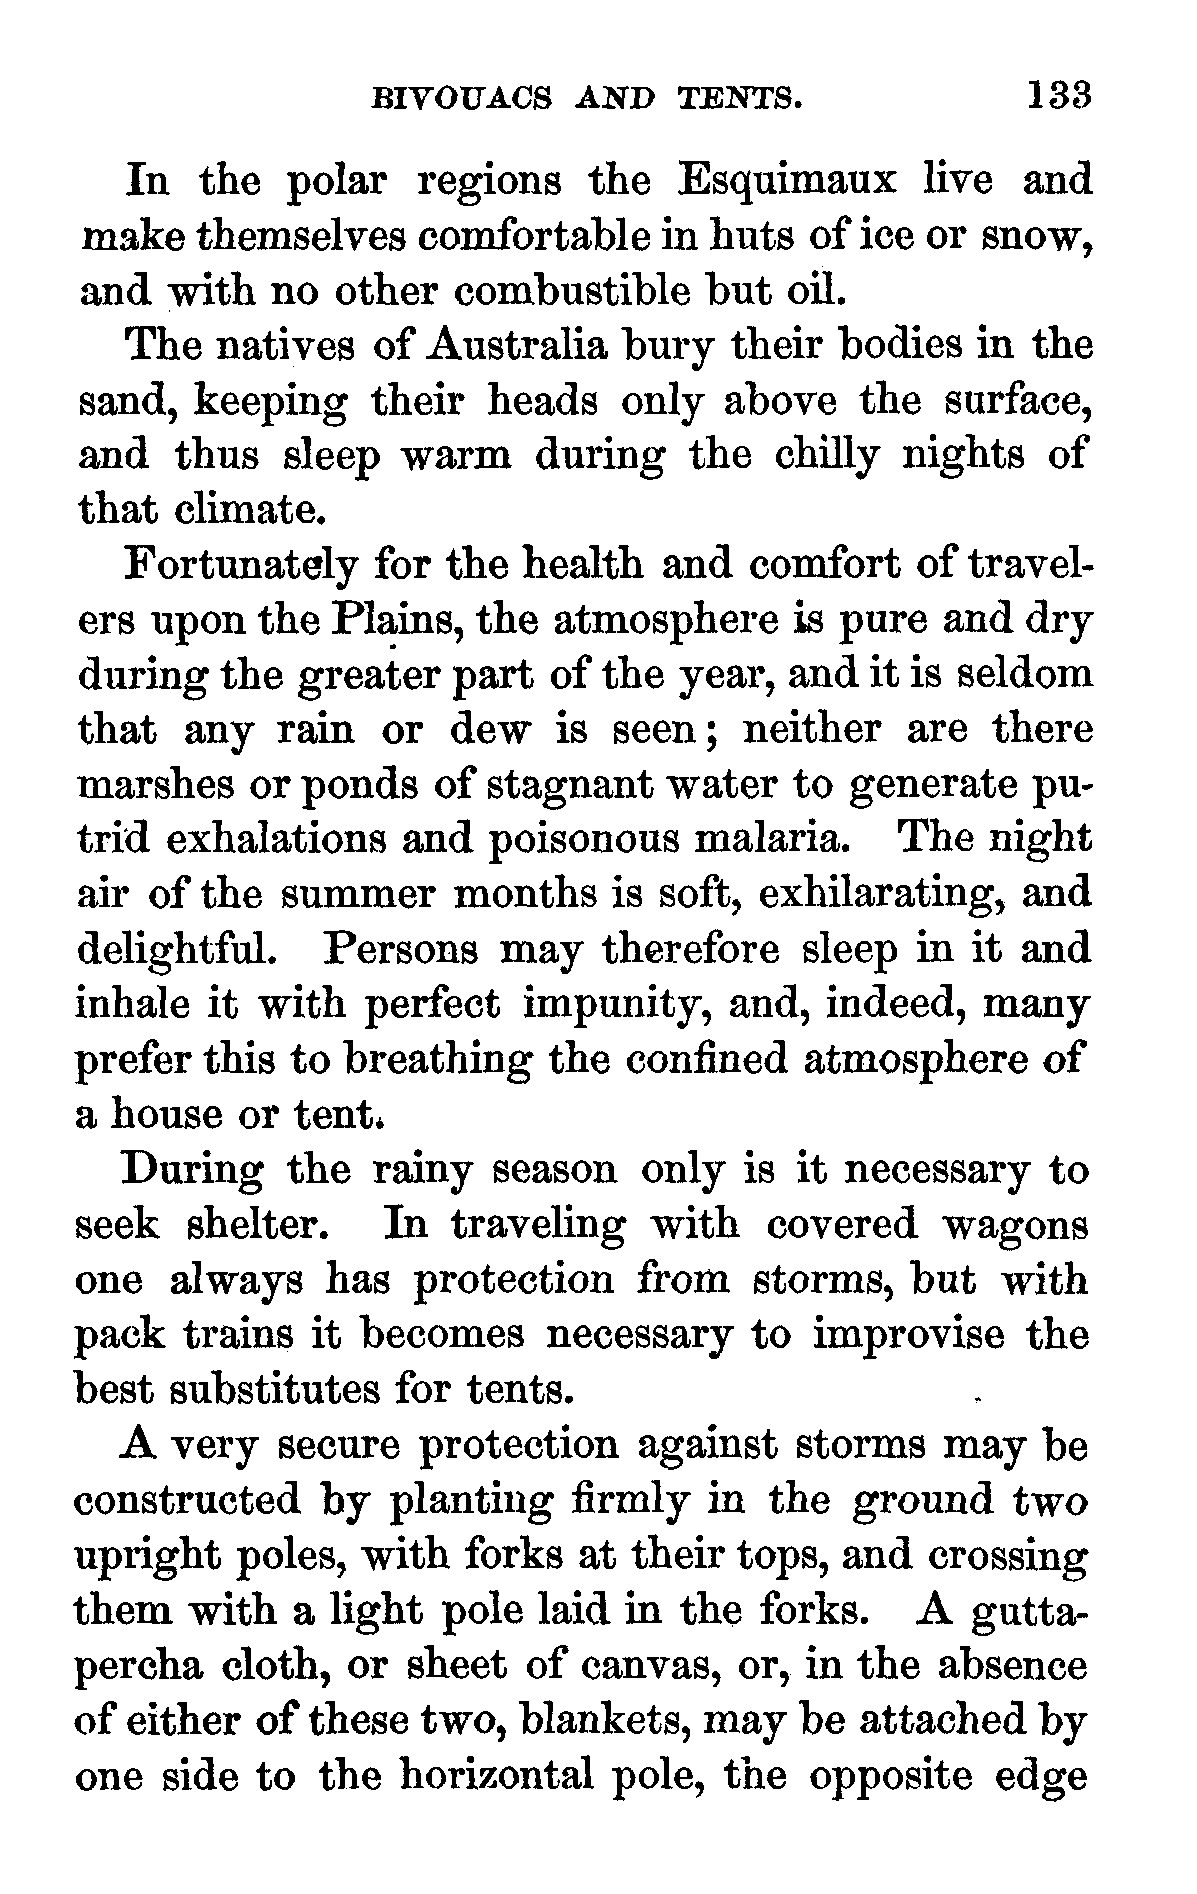 BIVOUACS AND TENTS. 133
In the polar regions the Esquimaux live and
make themselves comfortable in huts of ice or snow,
and with no other combustible but oil.
The natives of Australia bury their bodies in the
sand, keeping their heads only above the surface,
and thus sleep warm during the chilly nights of
that climate.
Fortunately for the health and comfort of travel-
ers upon the Plains, the atmosphere is pure and dry
during the greater part of the year, and it is seldom
that any rain or dew is seen; neither are there
marshes or ponds of stagnant water to generate pu-
trid exhalations and poisonous malaria. The night
air of the summer months is soft, exhilarating, and
delightful. Persons may therefore sleep in it and
inhale it with perfect impunity, and, indeed, many
prefer this to breathing the confined atmosphere of
a house or tent.
During the rainy season only is it necessary to
seek shelter. In traveling with covered wagons
one always has protection from storms, but with
pack trains it becomes necessary to improvise the
best substitutes for tents.
A very secure protection against storms may be
constructed by planting firmly in the ground two
upright poles, with forks at their tops, and crossing
them with a light pole laid in the forks. A gutta-
percha cloth, or sheet of canvas, or, in the absence
of either of these two, blankets, may be attached by
one side to the horizontal pole, the opposite edge